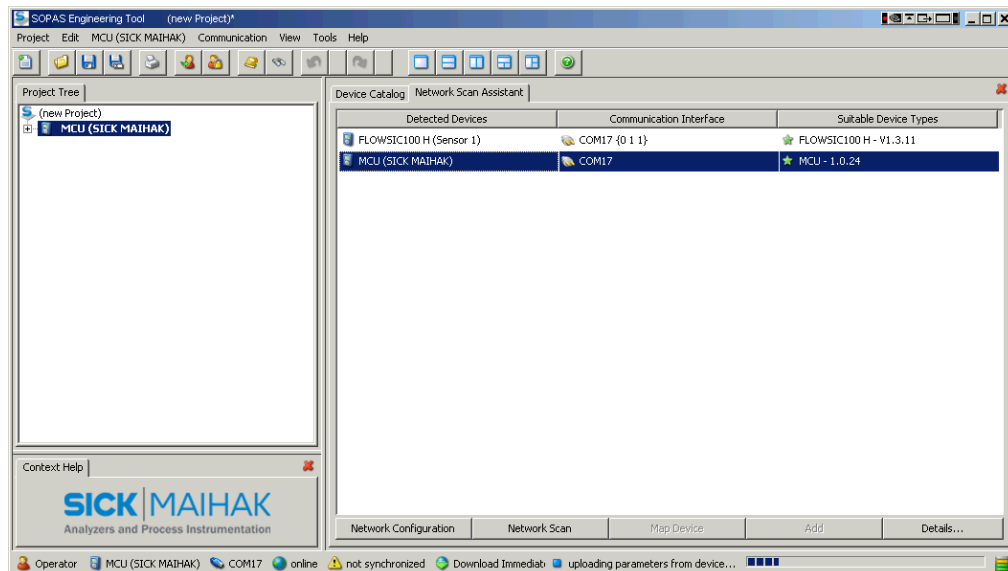 SOPAS Engineering Tool (new Project)*
Project Edit MCU (SICK MAIHAK) Communication View Tools Help
Project Tree
(new Project)
MCU (SICK MAIHAK)
Device Catalog Network Scan Assistant
Detected Devices Communication Interface Suitable Device Types
FLOWSIC100 H (Sensor 1) COM17 {0 1 1} FLOWSIC100 H - V1.3.11
MCU (SICK MAIHAK) COM17 MCU - 1.0.24
Context Help
SICK MAIHAK
Analyzers and Process Instrumentation
Network Configuration Network Scan Map Device Add Details...
Operator MCU (SICK MAIHAK) COM17 online not synchronized Download Immediat uploading parameters from device...